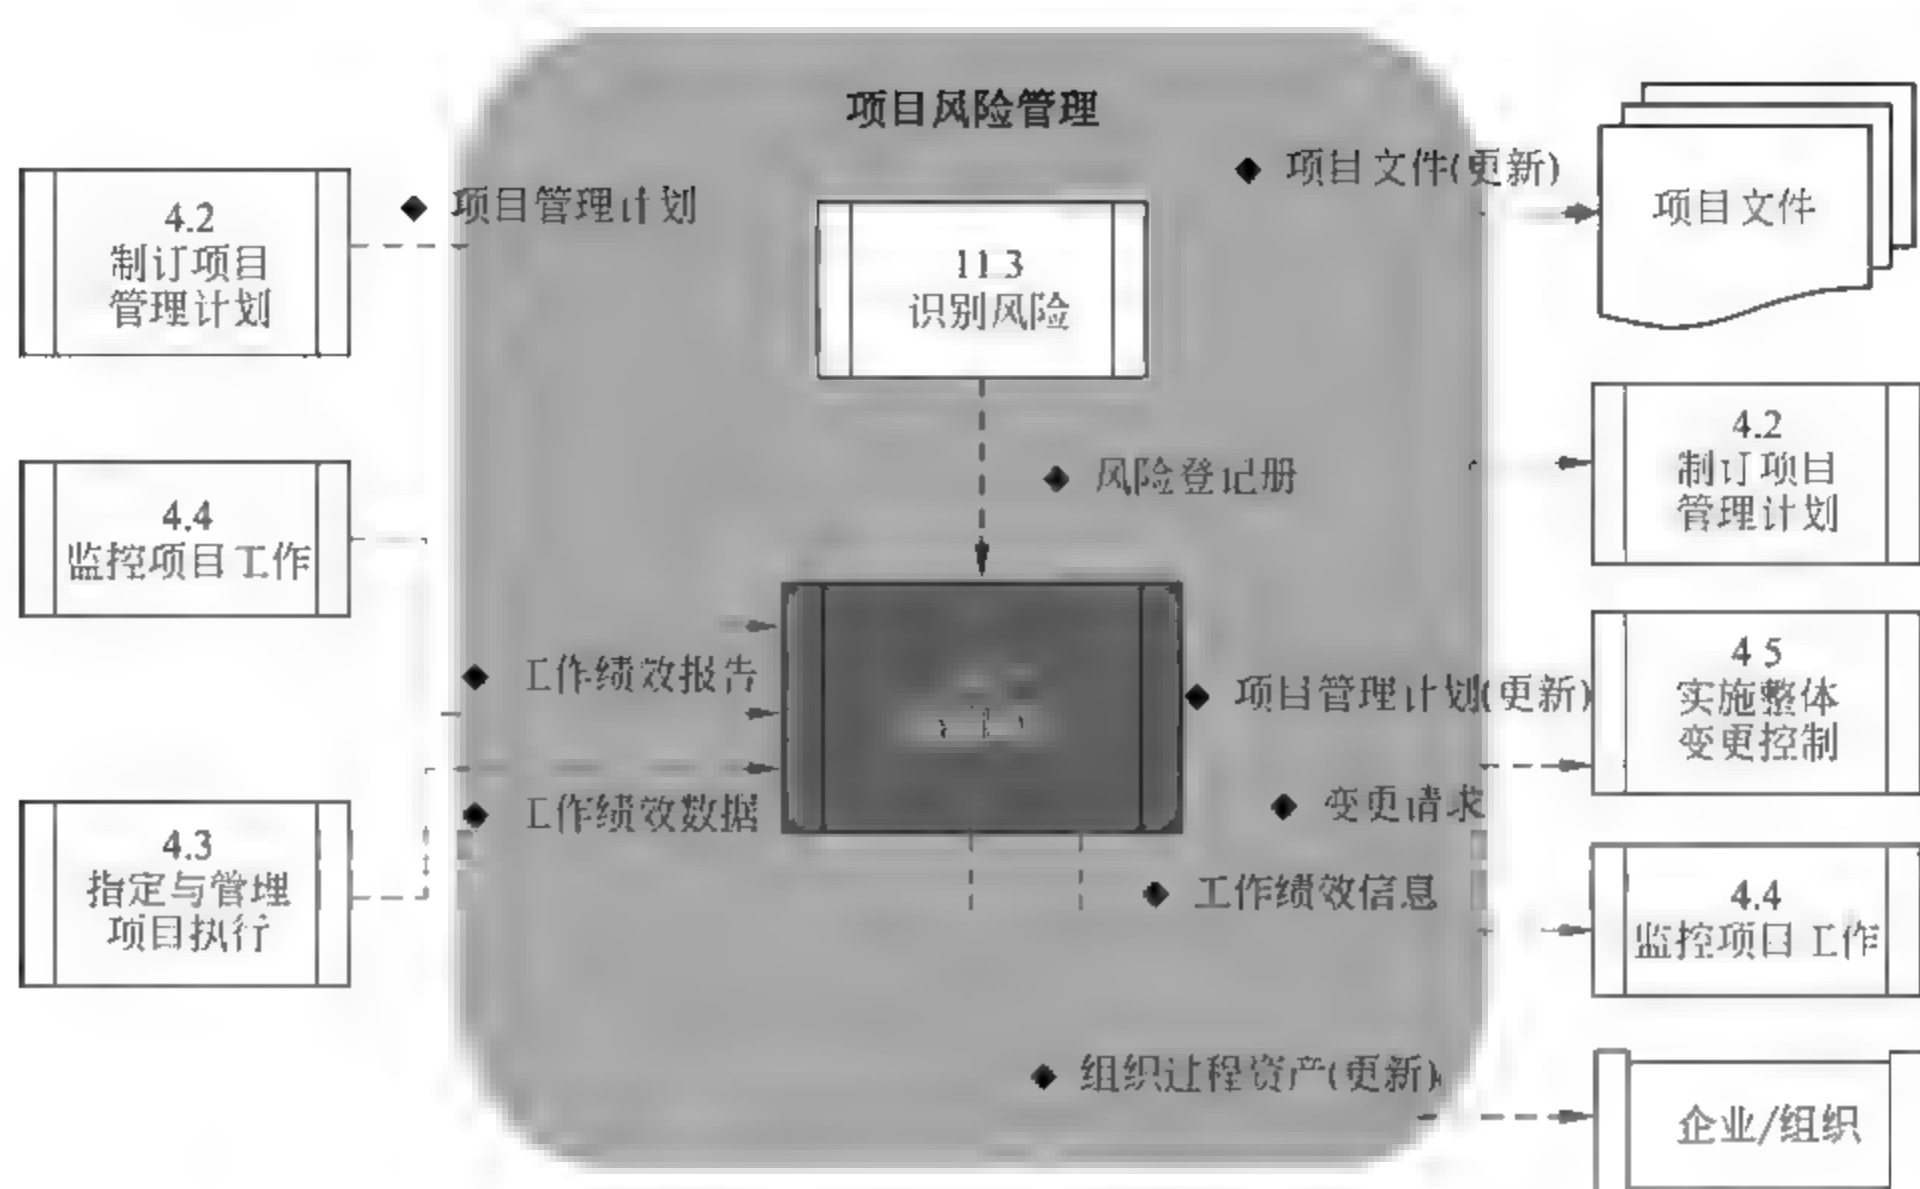 项目风险管理
4.2
制订项目
管理计划
项目管理计划
11.3
识别风险
项目文件(更新)
项目文件
4.4
监控项目工作
风险登记册
4.2
制订项目
管理计划
工作绩效报告
工作绩效数据
4.3
指定与管理
项目执行
项目管理计划(更新)
4 5
实施整体
变更控制
变更请求
工作绩效信息
4.4
监控项目工作
组织过程资产(更新)
企业/组织